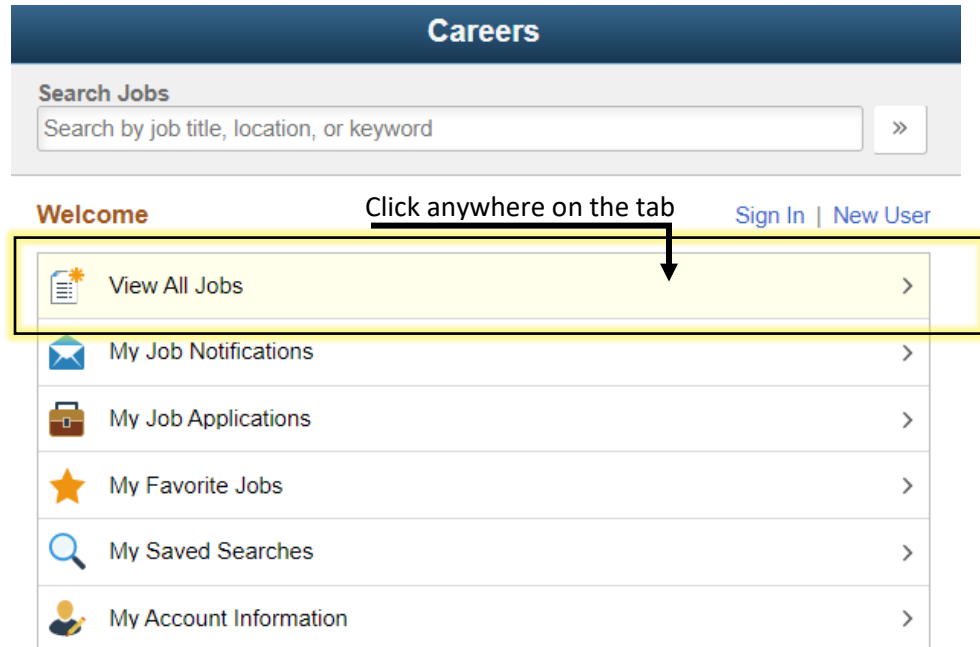 Careers
Search Jobs
Search by job title, location, or keyword
»
Welcome
Click anywhere on the tab
Sign In | New User
View All Jobs
My Job Notifications
My Job Applications
My Favorite Jobs
My Saved Searches
My Account Information